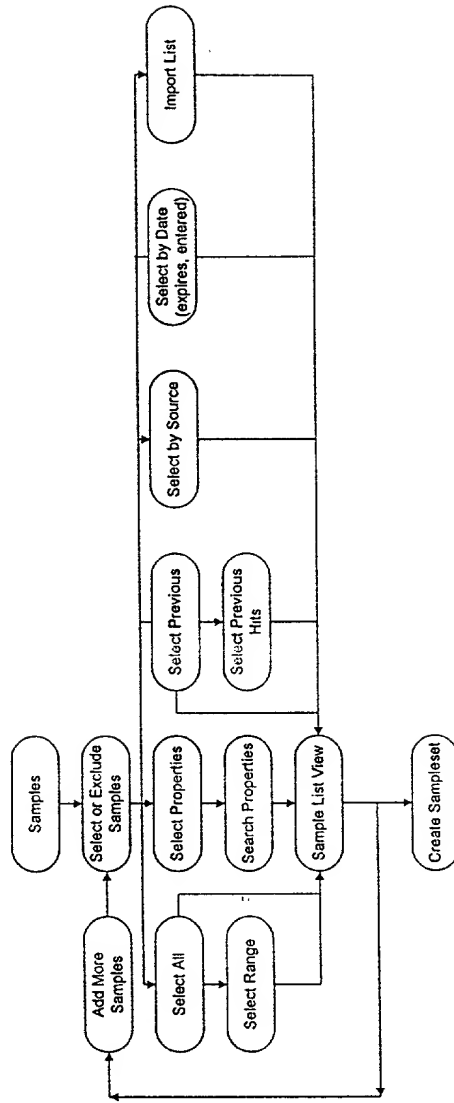 Samples
Add More
Samples
Select or Exclude
Samples
Select All
Select Properties
Select Previous
Select by Source
Select by Date
(expires, entered)
Import List
Select Range
Search Properties
Select Previous
Hits
Sample List View
Create Sampleset